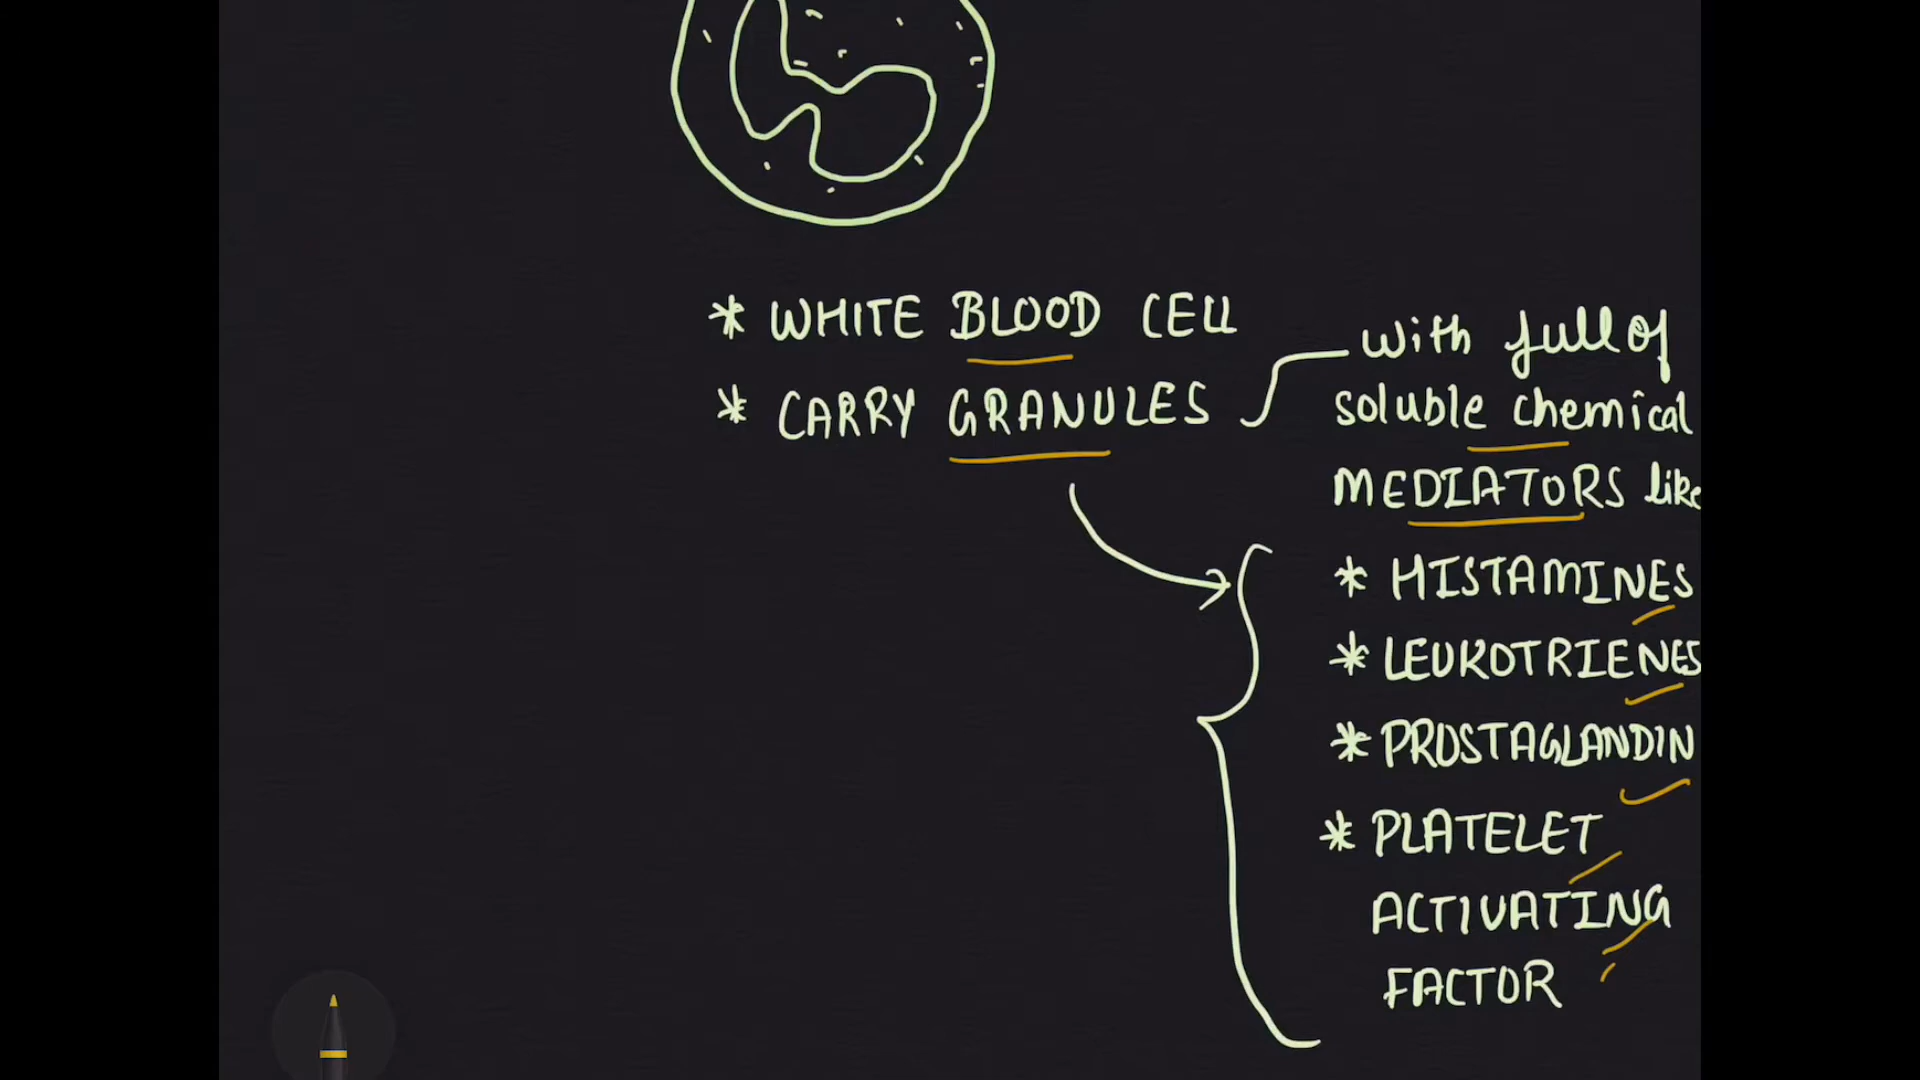 * WHITE BLOOD CELL
* CARRY GRANULES
with full of
soluble chemical
MEDIATORS like
* HISTAMINES
* LEUKOTRIENES
* PROSTAGLANDIN
* PLATELET
ACTIVATING
FACTOR